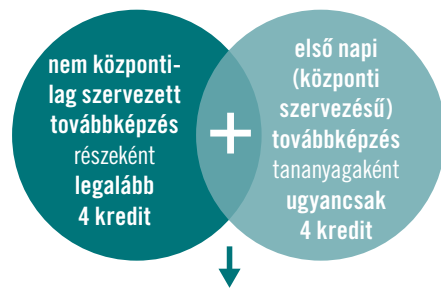 nem központi-
lag szervezett
továbbképzés
részeként
legalább
4 kredit
+
első napi
(központi
szervezésű)
továbbképzés
tananyagaként
ugyancsak
4 kredit